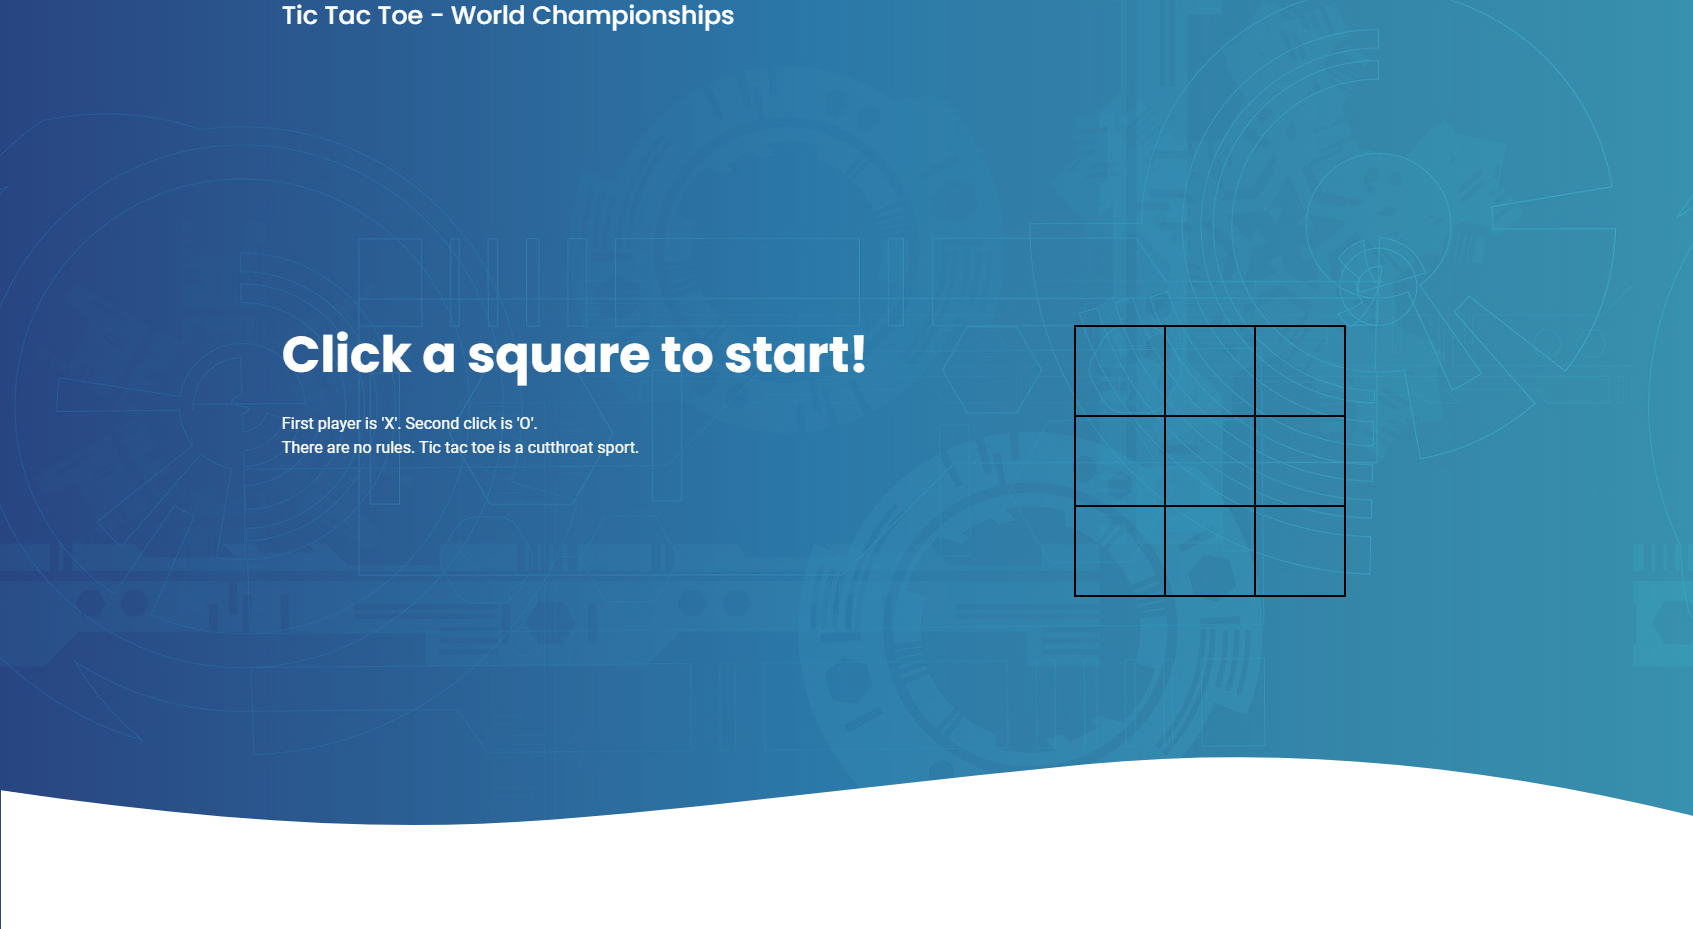 Tic Tac Toe - World Championships
Click a square to start!
First player is 'X'. Second click is 'O'.
There are no rules. Tic tac toe is a cutthroat sport.